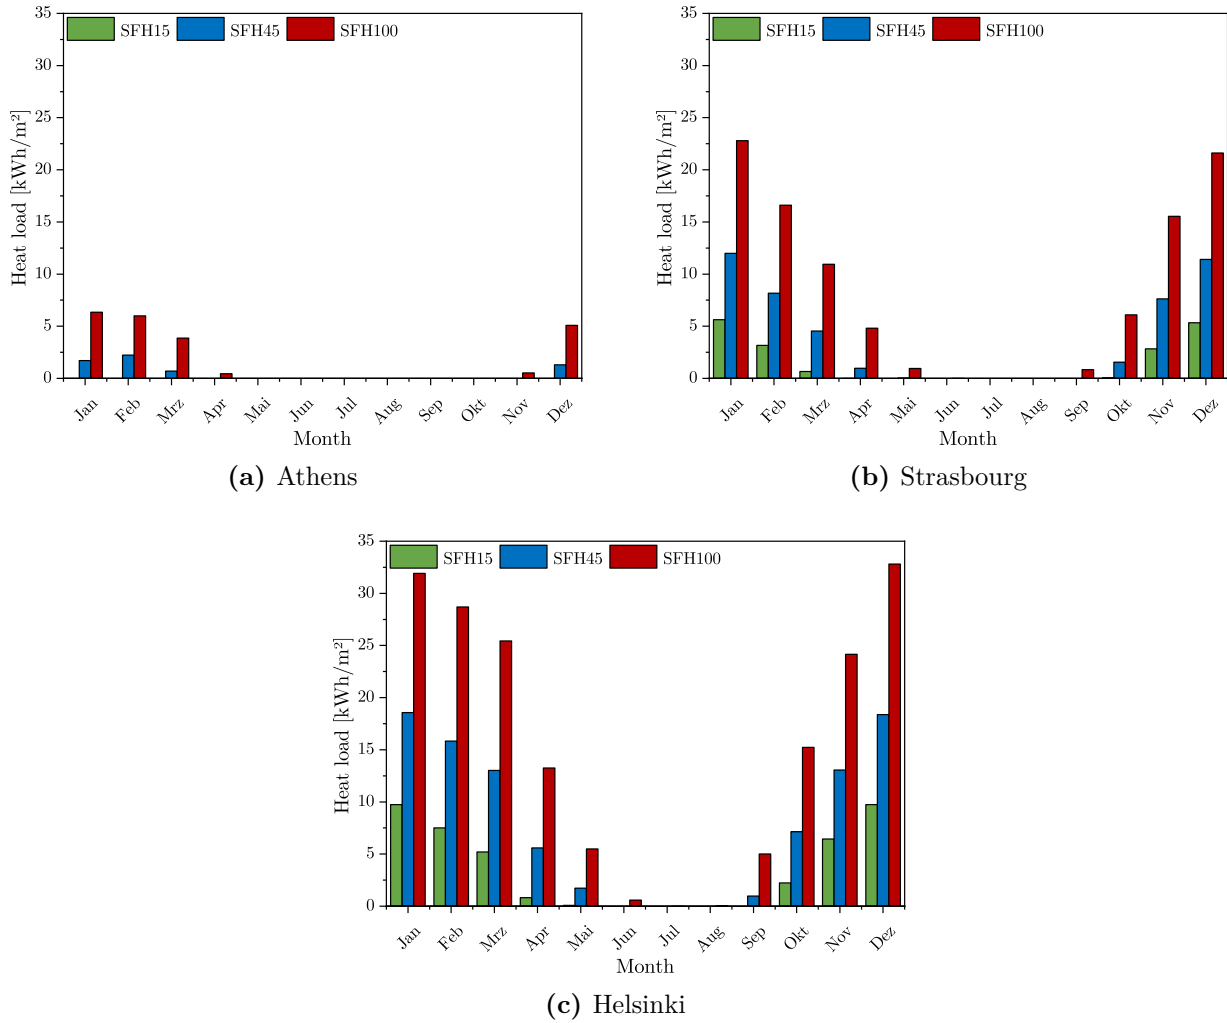 SFH15 SFH45 SFH100
35
30
25
20
15
10
5
0
Heat load [kWh/m²]
Jan Feb Mrz Apr Mai Jun Jul Aug Sep Okt Nov Dez
Month
(a) Athens
SFH15 SFH45 SFH100
35
30
25
20
15
10
5
0
Heat load [kWh/m²]
Jan Feb Mrz Apr Mai Jun Jul Aug Sep Okt Nov Dez
Month
(b) Strasbourg
SFH15 SFH45 SFH100
35
30
25
20
15
10
5
0
Heat load [kWh/m²]
Jan Feb Mrz Apr Mai Jun Jul Aug Sep Okt Nov Dez
Month
(c) Helsinki